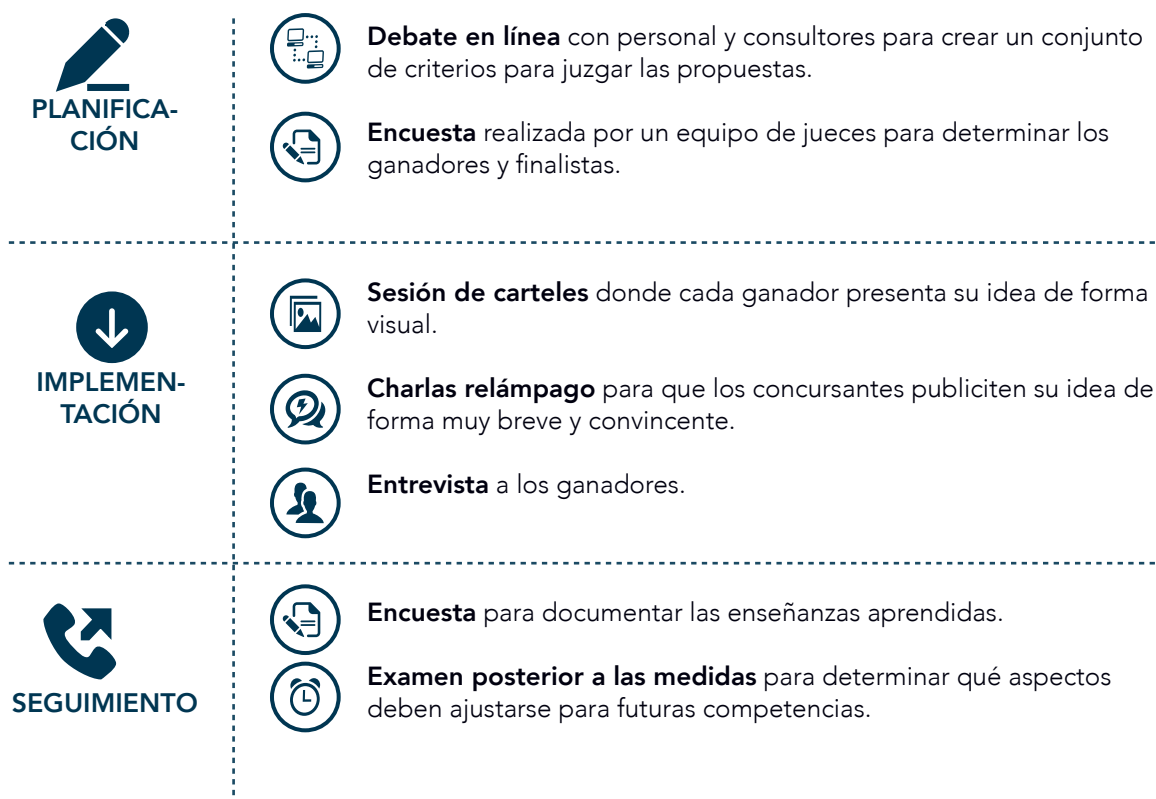 PLANIFICA-
CIÓN
Debate en línea con personal y consultores para crear un conjunto
de criterios para juzgar las propuestas.
Encuesta realizada por un equipo de jueces para determinar los
ganadores y finalistas.
IMPLEMEN-
TACIÓN
Sesión de carteles donde cada ganador presenta su idea de forma
visual.
Charlas relámpago para que los concursantes publiciten su idea de
forma muy breve y convincente.
Entrevista a los ganadores.
SEGUIMIENTO
Encuesta para documentar las enseñanzas aprendidas.
Examen posterior a las medidas para determinar qué aspectos
deben ajustarse para futuras competencias.